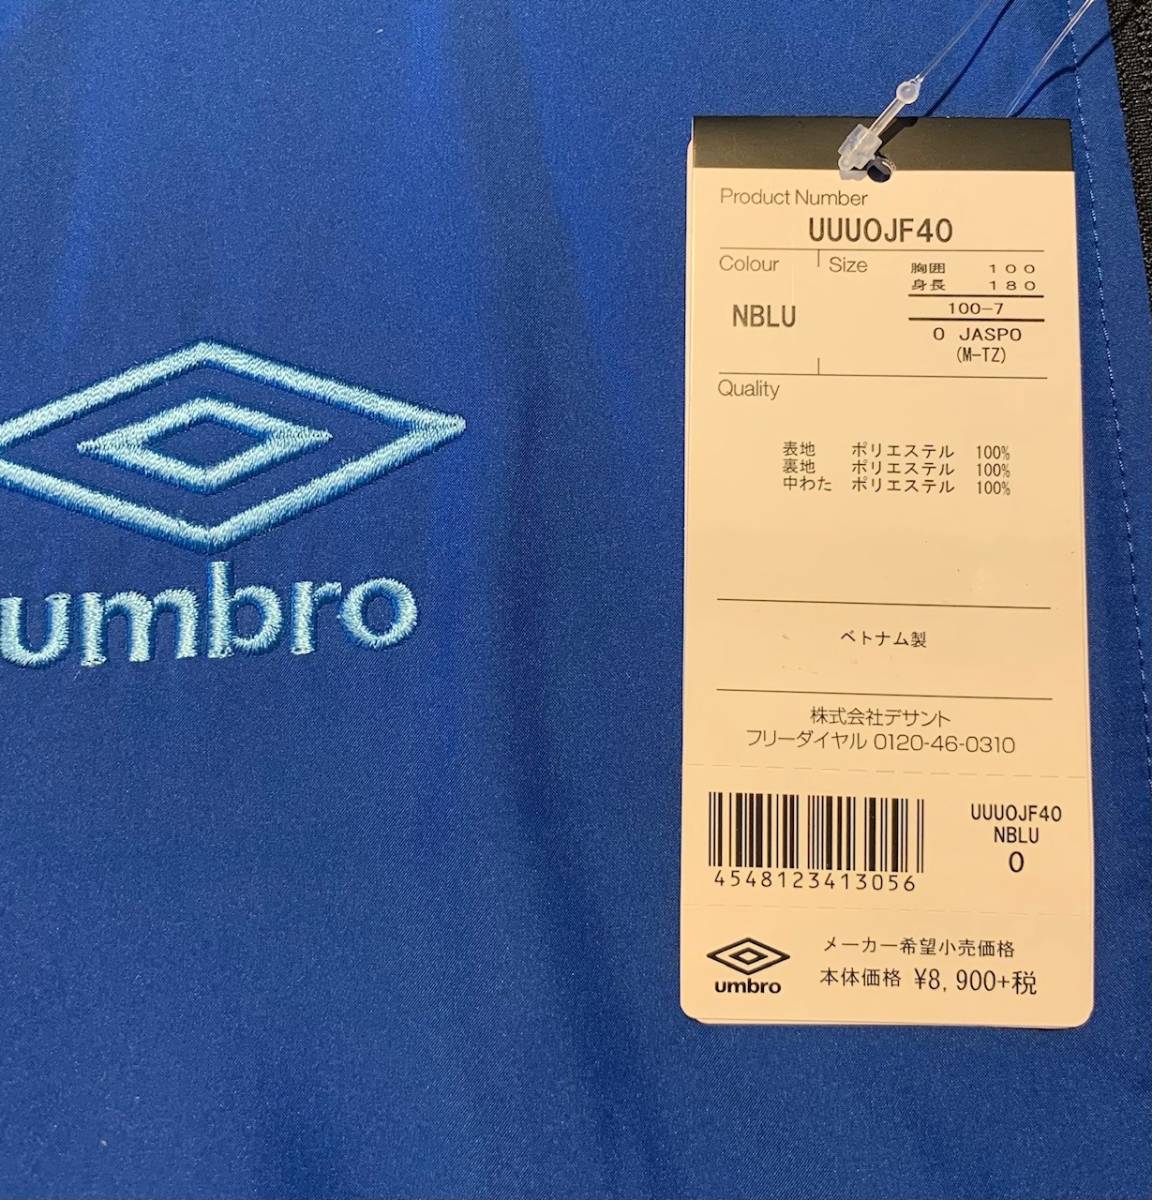 umbro
Product Number
UUUOJF40
Colour Size 胸囲 100
身長 180
NBLU 100-7
O JASPO
(M-TZ)
Quality
表地 ポリエステル 100%
裏地 ポリエステル 100%
中わた ポリエステル 100%
ベトナム製
株式会社デサント
フリーダイヤル 0120-46-0310
4548123413056
UUUOJF40
NBLU
O
umbro
メーカー希望小売価格
本体価格 ¥8,900+税